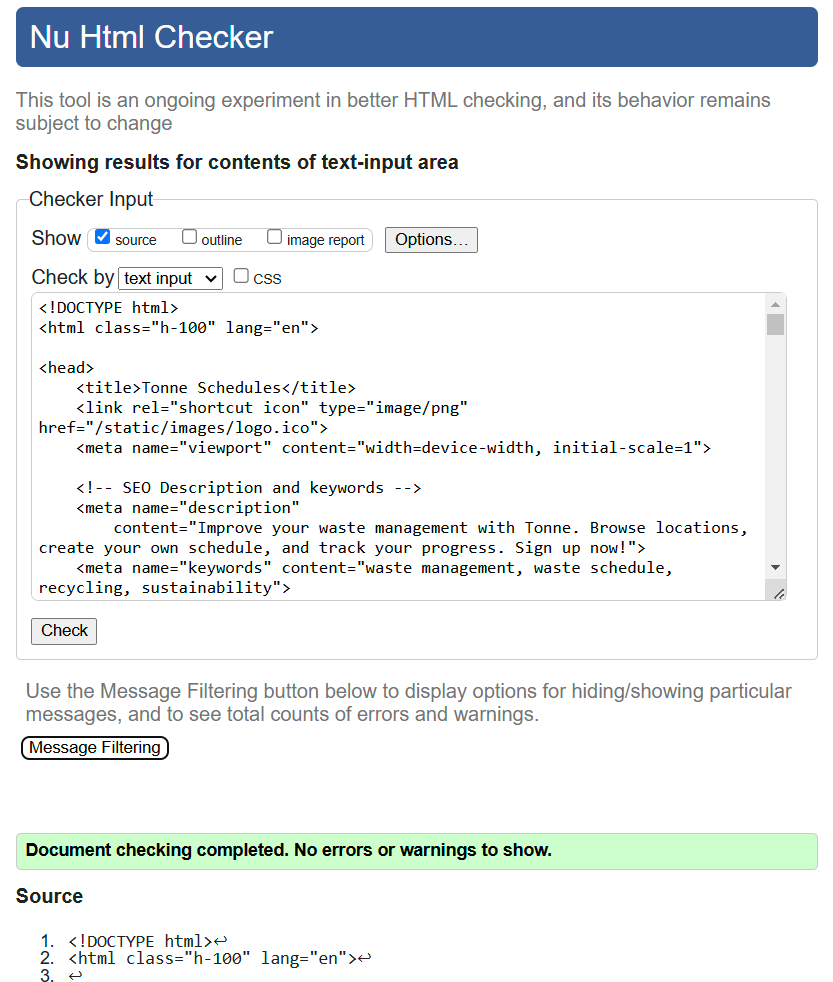 Nu Html Checker
This tool is an ongoing experiment in better HTML checking, and its behavior remains
subject to change
Showing results for contents of text-input area
Checker Input
Show source outline image report Options...
Check by text input CSS
<!DOCTYPE html>
<html class="h-100" lang="en">
<head>
<title>Tonne Schedules</title>
<link rel="shortcut icon" type="image/png"
href="/static/images/logo.ico">
<meta name="viewport" content="width=device-width, initial-scale=1">
<!-- SEO Description and keywords -->
<meta name="description"
content="Improve your waste management with Tonne. Browse locations,
create your own schedule, and track your progress. Sign up now!">
<meta name="keywords" content="waste management, waste schedule,
recycling, sustainability">
Check
Use the Message Filtering button below to display options for hiding/showing particular
messages, and to see total counts of errors and warnings.
Message Filtering
Document checking completed. No errors or warnings to show.
Source
1. <!DOCTYPE html>↩
2. <html class="h-100" lang="en">↩
3. ↩